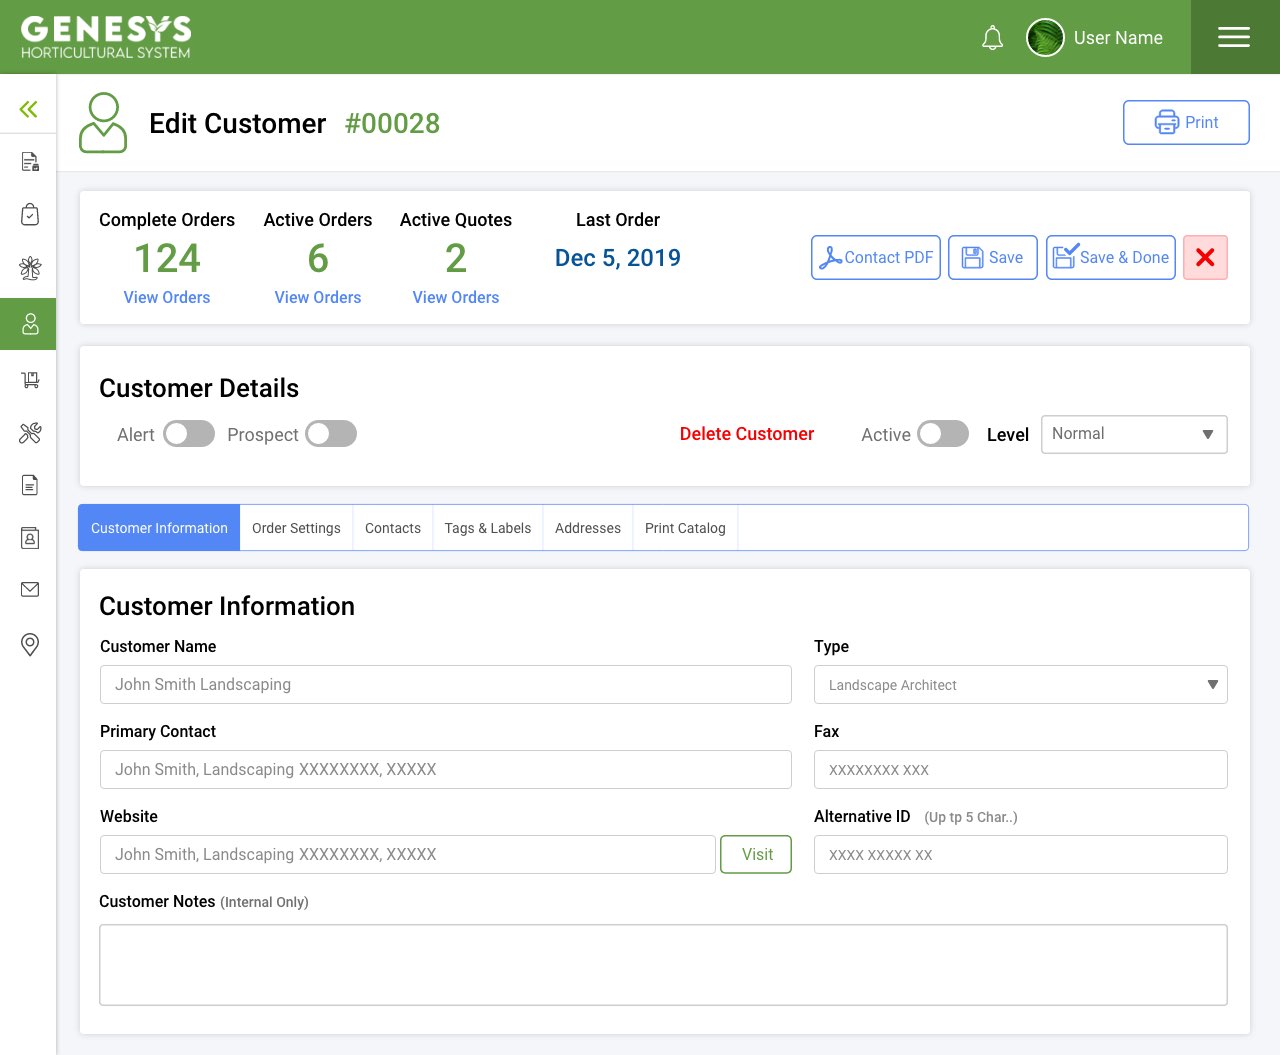 GENESYS
HORTICULTURAL SYSTEM
User Name
Edit Customer #00028
Print
Complete Orders
Active Orders
Active Quotes
Last Order
124
6
2
Dec 5, 2019
View Orders
View Orders
View Orders
Contact PDF
Save
Save & Done
Customer Details
Alert
Prospect
Delete Customer
Active
Level
Normal
Customer Information
Order Settings
Contacts
Tags & Labels
Addresses
Print Catalog
Customer Information
Customer Name
Type
John Smith Landscaping
Landscape Architect
Primary Contact
Fax
John Smith, Landscaping XXXXXXXX, XXXXX
XXXXXXXX XXX
Website
Alternative ID (Up tp 5 Char..)
John Smith, Landscaping XXXXXXXX, XXXXX
Visit
XXXX XXXXX XX
Customer Notes (Internal Only)